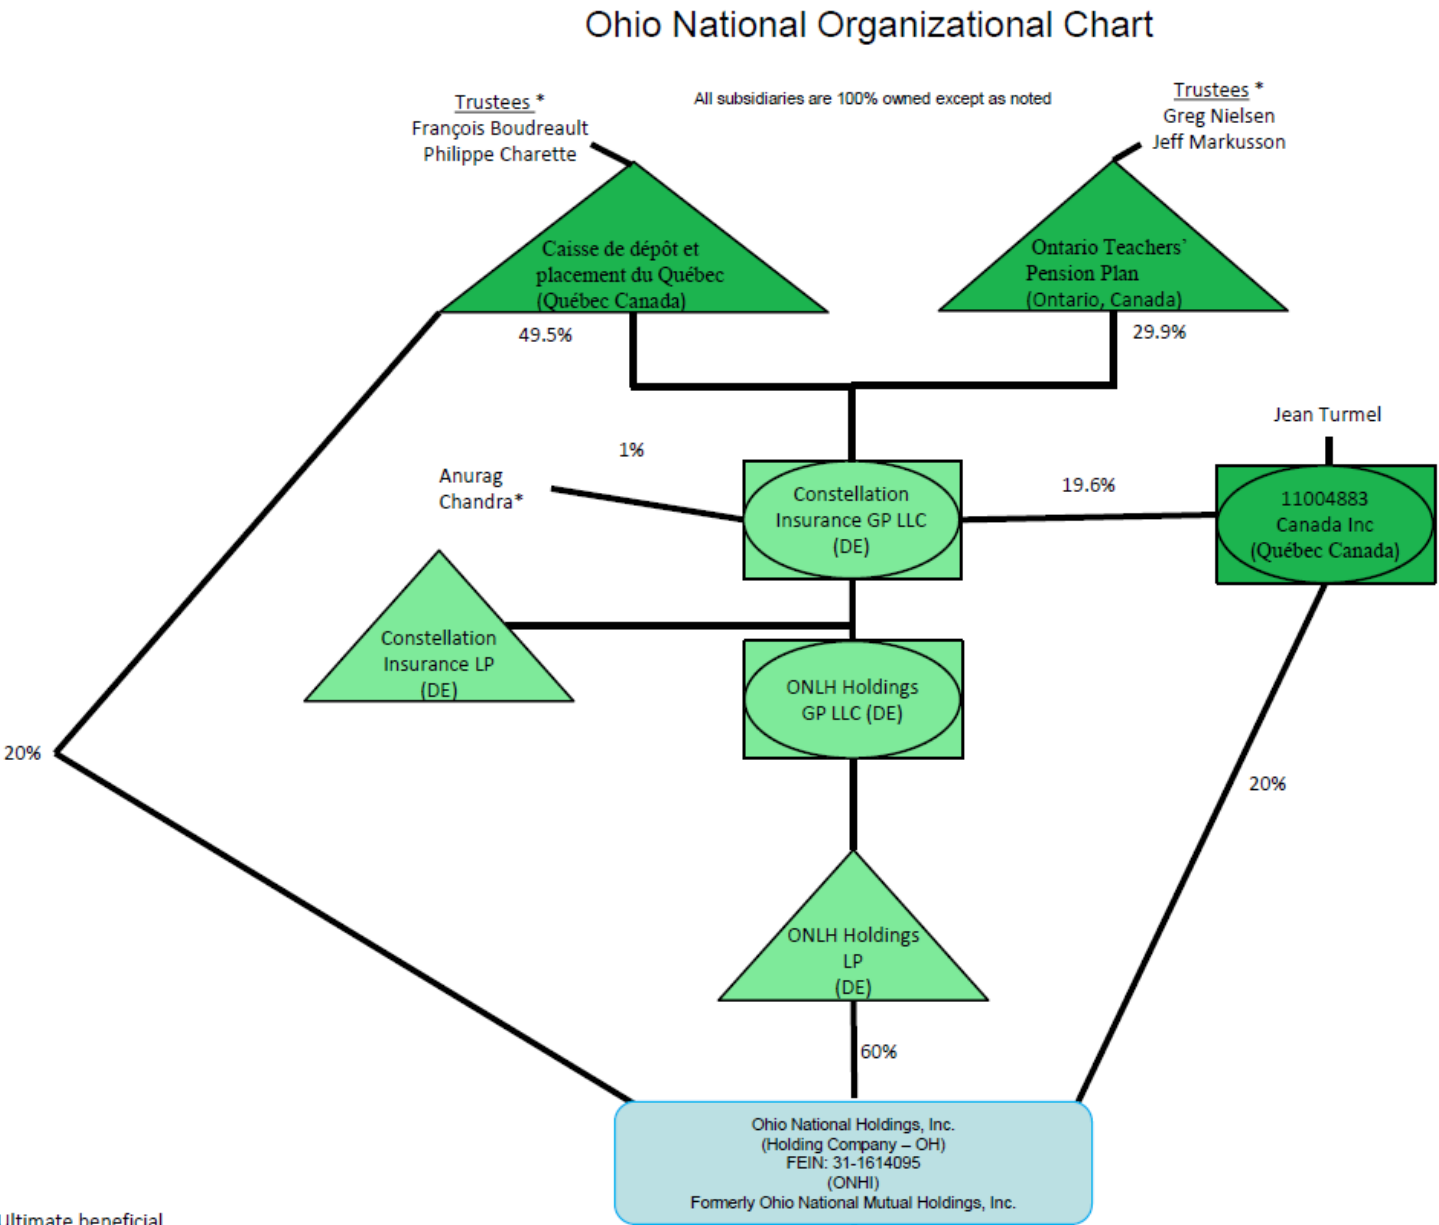 Ohio National Organizational Chart
All subsidiaries are 100% owned except as noted
Trustees *
François Boudreault
Philippe Charette
Trustees *
Greg Nielsen
Jeff Markusson
Caisse de dépôt et
placement du Québec
(Québec Canada)
Ontario Teachers’
Pension Plan
(Ontario, Canada)
49.5%
29.9%
Jean Turmel
1%
Anurag
Chandra*
Constellation
Insurance GP LLC
(DE)
19.6%
11004883
Canada Inc
(Québec Canada)
Constellation
Insurance LP
(DE)
ONLH Holdings
GP LLC (DE)
20%
20%
ONLH Holdings
LP
(DE)
60%
Ohio National Holdings, Inc.
(Holding Company – OH)
FEIN: 31-1614095
(ONHI)
Formerly Ohio National Mutual Holdings, Inc.
Ultimate beneficial